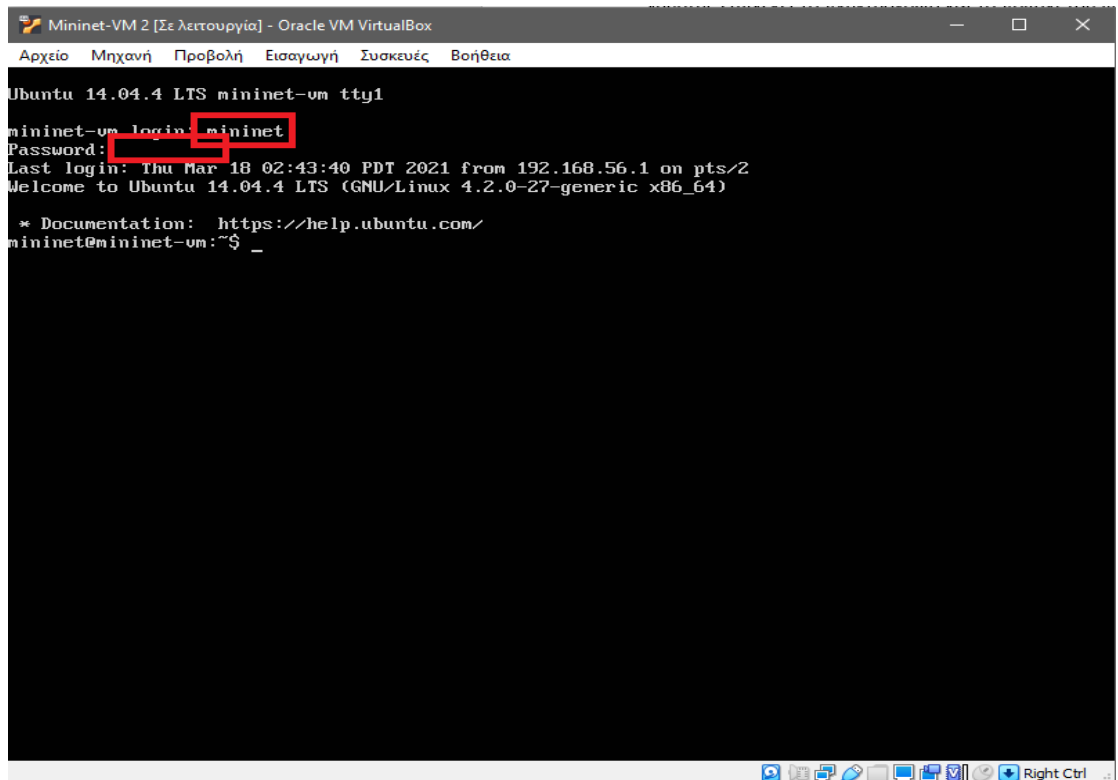 Mininet-VM 2 [Σε λειτουργία] - Oracle VM VirtualBox
Αρχείο Μηχανή Προβολή Εισαγωγή Συσκευές Βοήθεια
Ubuntu 14.04.4 LTS mininet-vm tty1
mininet-vm login: mininet
Password:
Last login: Thu Mar 18 02:43:40 PDT 2021 from 192.168.56.1 on pts/2
Welcome to Ubuntu 14.04.4 LTS (GNU/Linux 4.2.0-27-generic x86_64)
* Documentation: https://help.ubuntu.com/
mininet@mininet-vm:~$ _
Right Ctrl